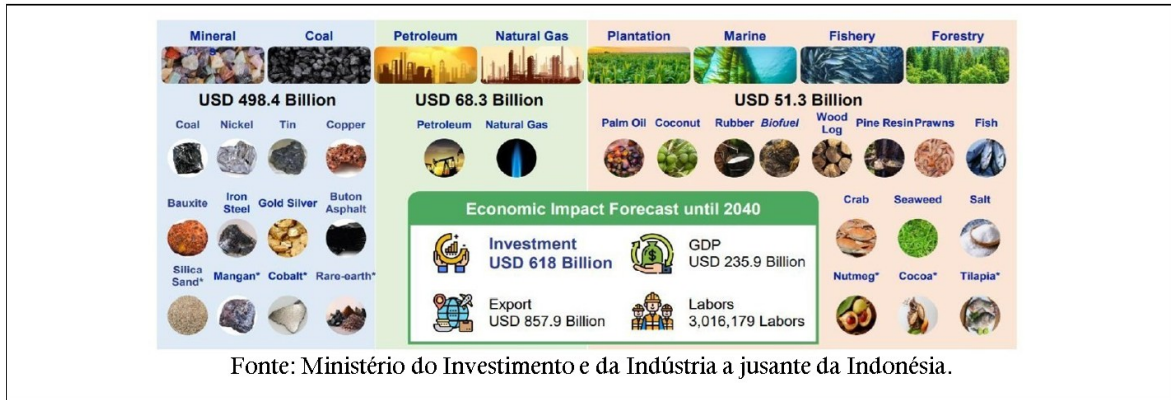 Mineral Coal Petroleum Natural Gas Plantation Marine Fishery Forestry
USD 498.4 Billion USD 68.3 Billion USD 51.3 Billion
Coal Nickel Tin Copper
Petroleum Natural Gas
Palm Oil Coconut Rubber Biofuel Wood Log Pine Resin Prawns Fish
Bauxite Iron Steel Gold Silver Buton Asphalt
Silica Sand* Mangan* Cobalt* Rare-earth*
Economic Impact Forecast until 2040
Investment
USD 618 Billion
GDP
USD 235.9 Billion
Export
USD 857.9 Billion
Labors
3,016,179 Labors
Crab Seaweed Salt
Nutmeg* Cocoa* Tilapia*
Fonte: Ministério do Investimento e da Indústria a jusante da Indonésia.